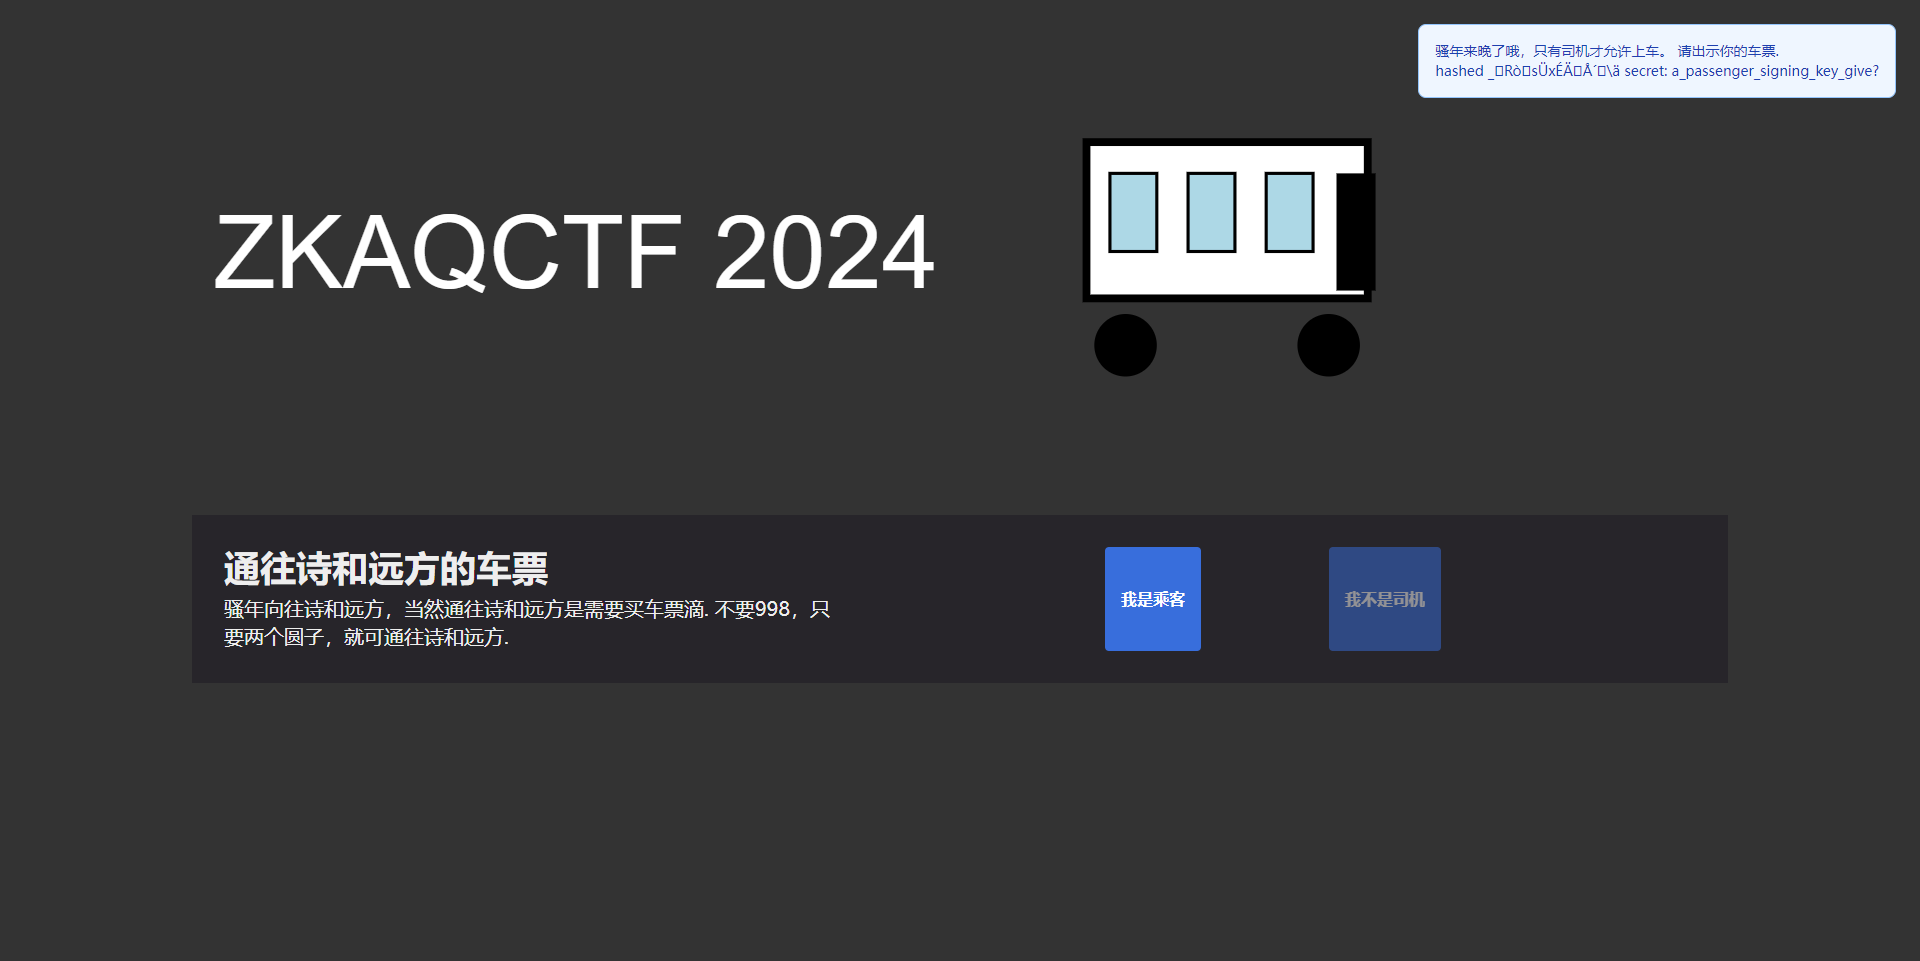 骚年来晚了哦，只有司机才允许上车。 请出示你的车票.
hashed _▯Rò▯sÜxÉÄ▯Å´▯\ä secret: a_passenger_signing_key_give?
ZKAQCTF 2024
通往诗和远方的车票
骚年向往诗和远方，当然通往诗和远方是需要买车票滴. 不要998，只
要两个圆子，就可通往诗和远方.
我是乘客
我不是司机